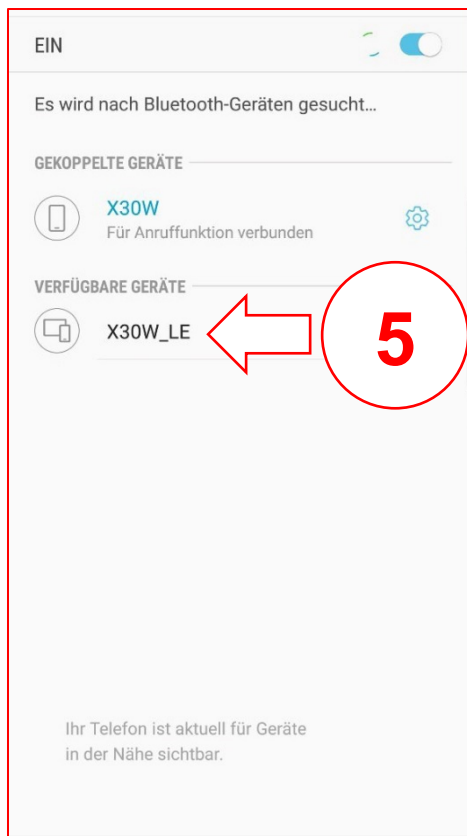 EIN
Es wird nach Bluetooth-Geräten gesucht...
GEKOPPELTE GERÄTE
X30W
Für Anruffunktion verbunden
VERFÜGBARE GERÄTE
X30W_LE
5
Ihr Telefon ist aktuell für Geräte
in der Nähe sichtbar.